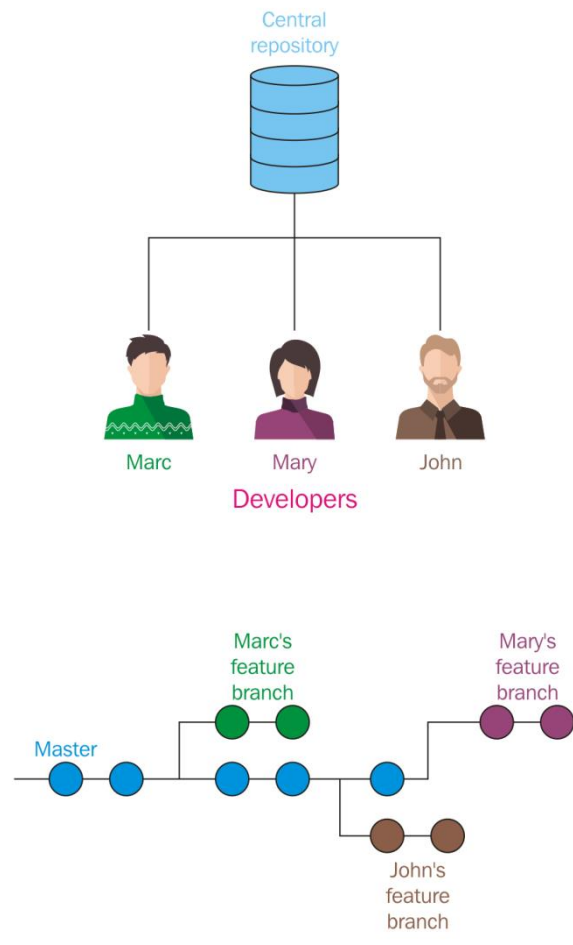 Central
repository
Marc
Mary
John
Developers
Marc's
feature
branch
Mary's
feature
branch
Master
John's
feature
branch